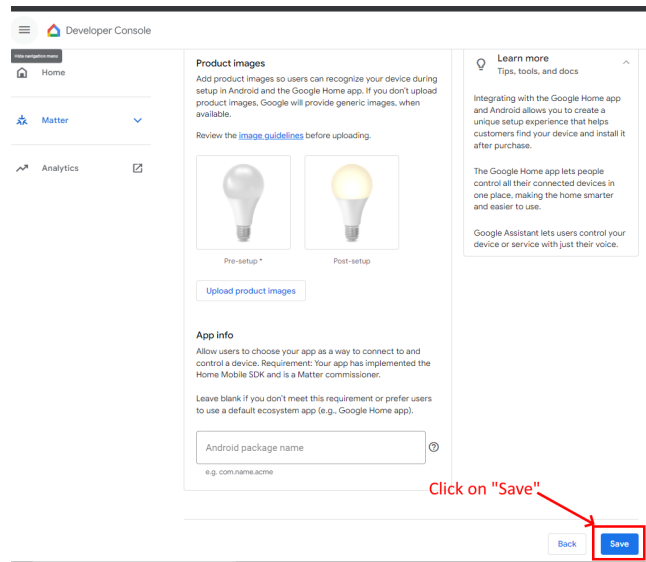 Developer Console
Hide navigation menu
Home
Matter
Analytics
Product images
Add product images so users can recognize your device during
setup in Android and the Google Home app. If you don't upload
product images, Google will provide generic images, when
available.
Review the image guidelines before uploading.
Pre-setup *
Post-setup
Upload product images
App info
Allow users to choose your app as a way to connect to and
control a device. Requirement: Your app has implemented the
Home Mobile SDK and is a Matter commissioner.
Leave blank if you don't meet this requirement or prefer users
to use a default ecosystem app (e.g., Google Home app).
Android package name
e.g. com.name.acme
Learn more
Tips, tools, and docs
Integrating with the Google Home app
and Android allows you to create a
unique setup experience that helps
customers find your device and install it
after purchase.
The Google Home app lets people
control all their connected devices in
one place, making the home smarter
and easier to use.
Google Assistant lets users control your
device or service with just their voice.
Click on "Save"
Back
Save